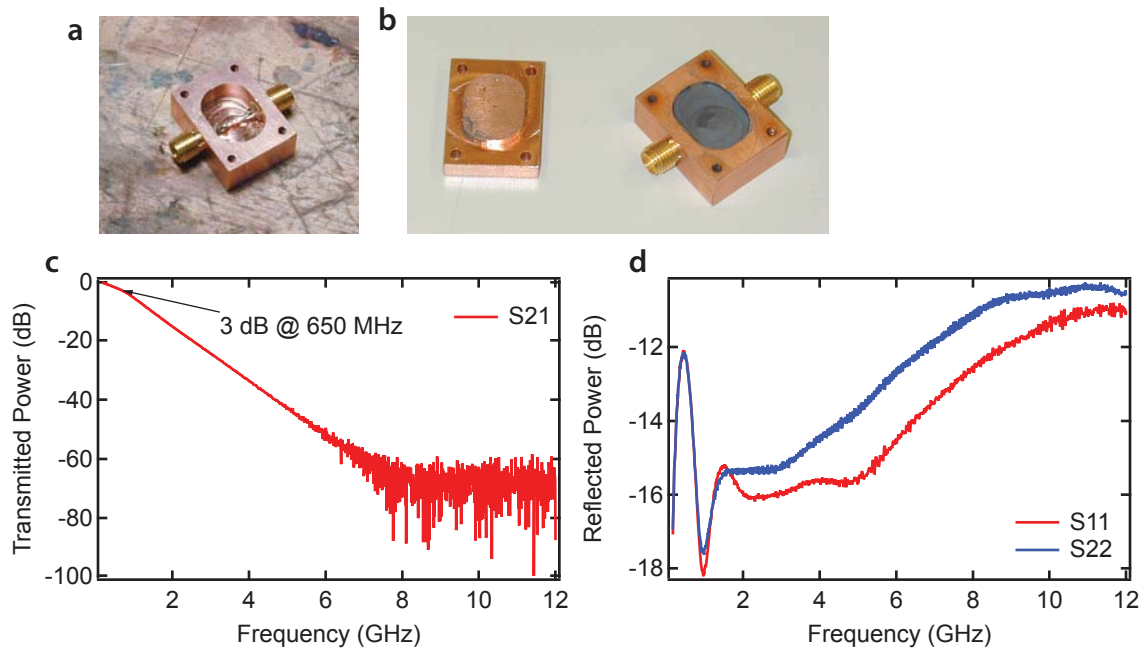 a
b
c
0
-20
-40
-60
-80
-100
Transmitted Power (dB)
3 dB @ 650 MHz
S21
2
4
6
8
10
12
Frequency (GHz)
d
-12
-14
-16
-18
Reflected Power (dB)
S11
S22
2
4
6
8
10
12
Frequency (GHz)